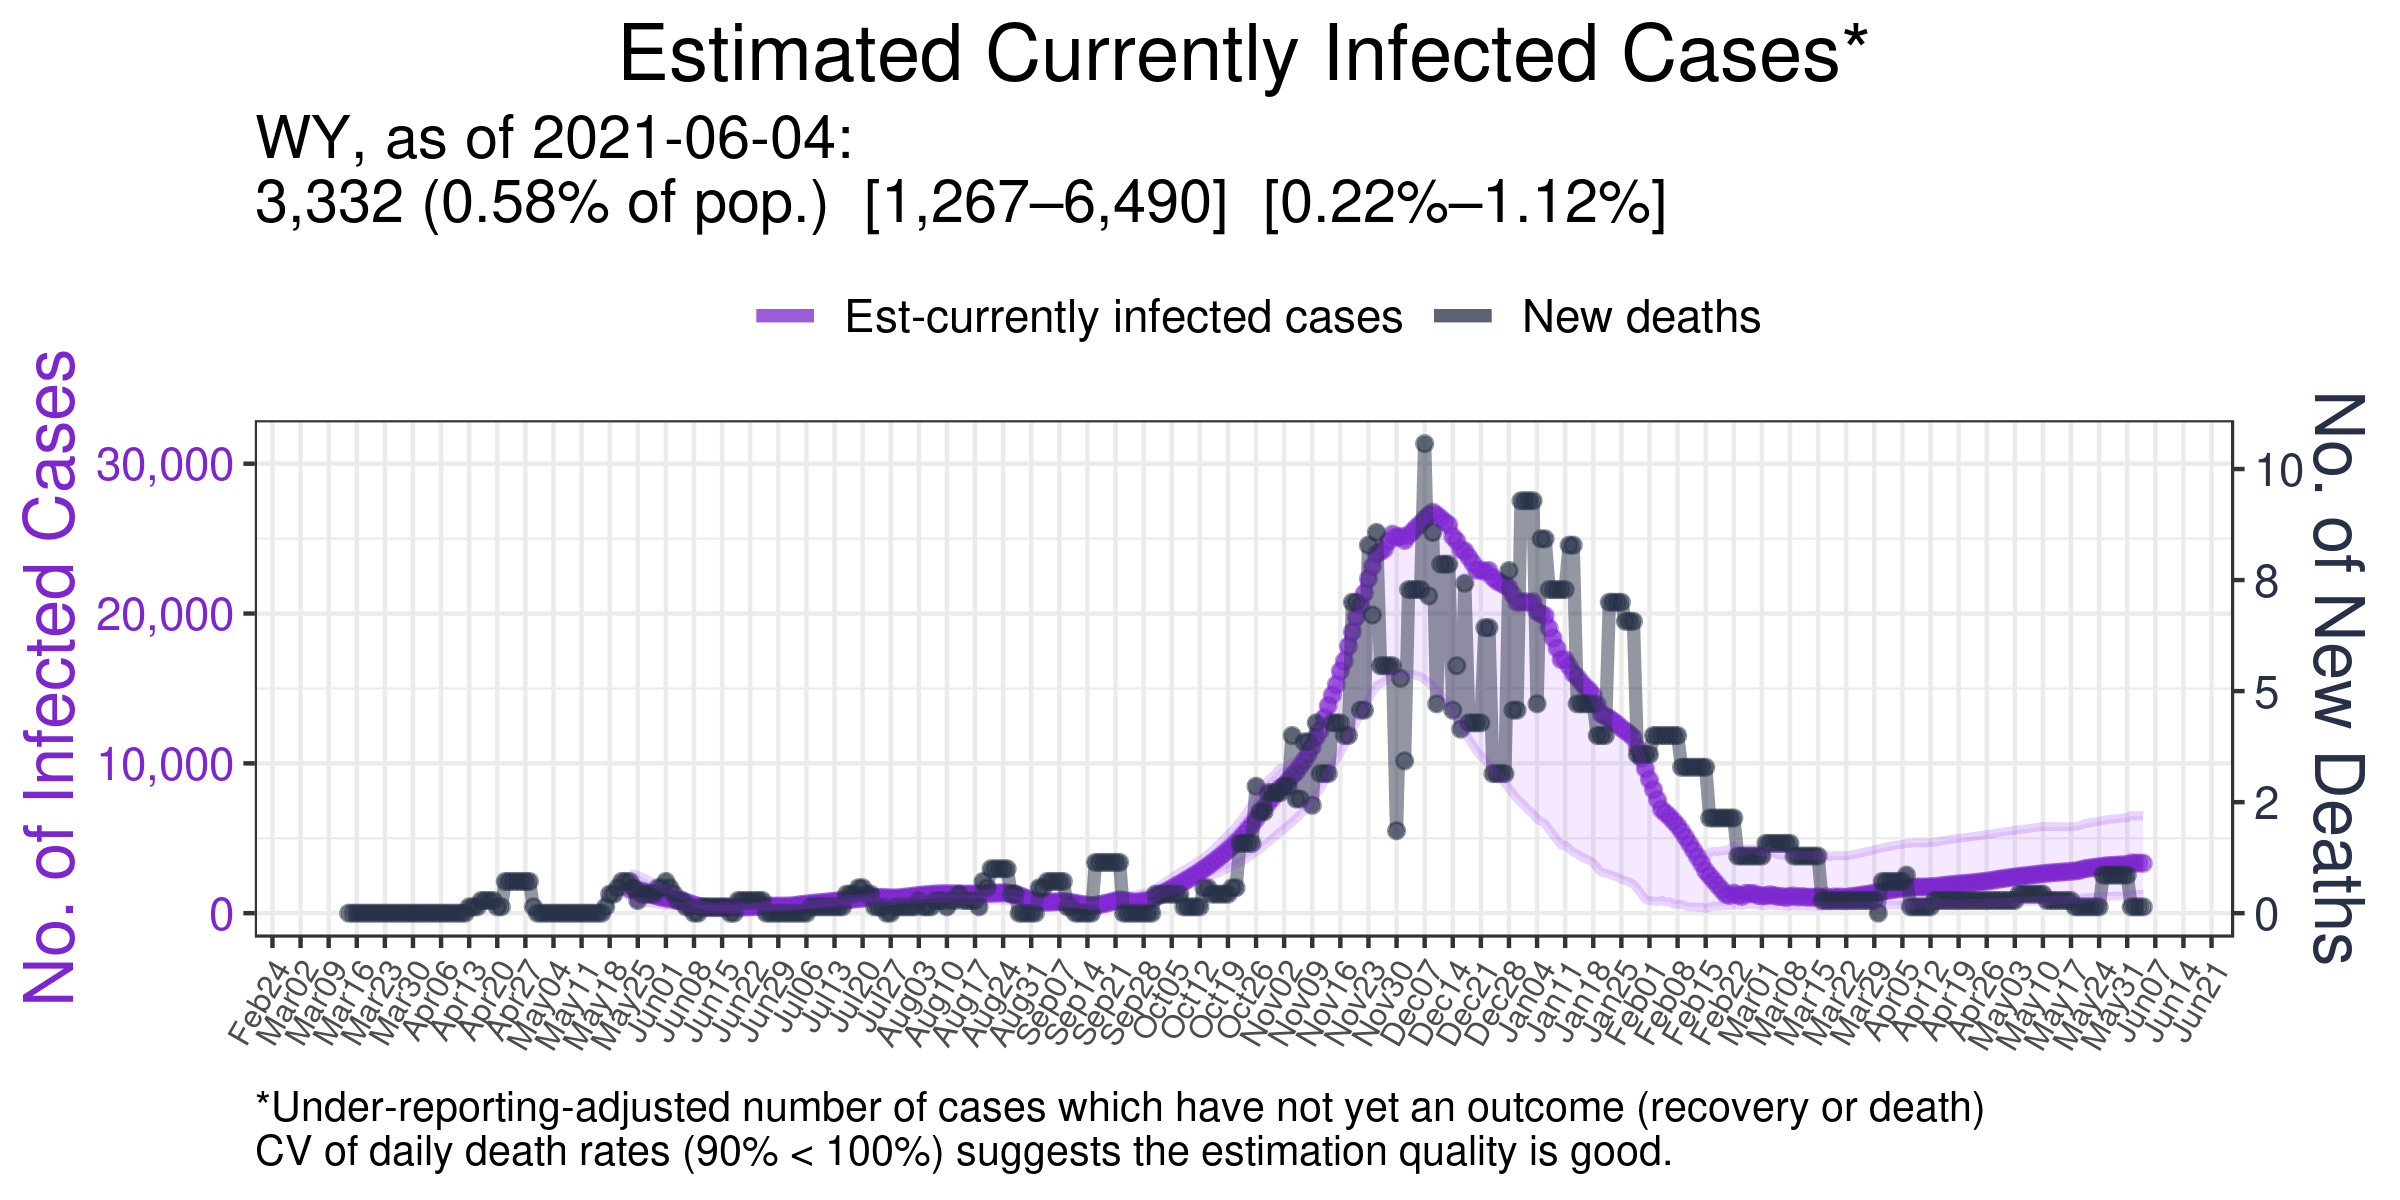 Estimated Currently Infected Cases*
WY, as of 2021-06-04:
3,332 (0.58% of pop.)  [1,267–6,490]  [0.22%–1.12%]
Est-currently infected cases
New deaths
No. of Infected Cases
30,000
20,000
10,000
0
No. of New Deaths
10
8
5
2
0
Feb24
Mar02
Mar09
Mar16
Mar23
Mar30
Apr06
Apr13
Apr20
Apr27
May04
May11
May18
May25
Jun01
Jun08
Jun15
Jun22
Jun29
Jul06
Jul13
Jul20
Jul27
Aug03
Aug10
Aug17
Aug24
Aug31
Sep07
Sep14
Sep21
Sep28
Oct05
Oct12
Oct19
Oct26
Nov02
Nov09
Nov16
Nov23
Nov30
Dec07
Dec14
Dec21
Dec28
Jan04
Jan11
Jan18
Jan25
Feb01
Feb08
Feb15
Feb22
Mar01
Mar08
Mar15
Mar22
Mar29
Apr05
Apr12
Apr19
Apr26
May03
May10
May17
May24
May31
Jun07
Jun14
Jun21
*Under-reporting-adjusted number of cases which have not yet an outcome (recovery or death)
CV of daily death rates (90% < 100%) suggests the estimation quality is good.